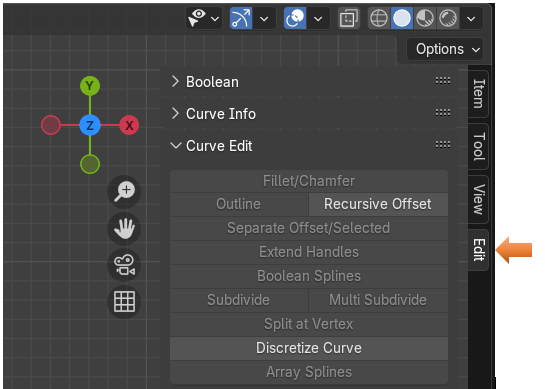 Options
Y
Z
X
Boolean
Curve Info
Curve Edit
Fillet/Chamfer
Outline Recursive Offset
Separate Offset/Selected
Extend Handles
Boolean Splines
Subdivide Multi Subdivide
Split at Vertex
Discretize Curve
Array Splines
Item
Tool
View
Edit